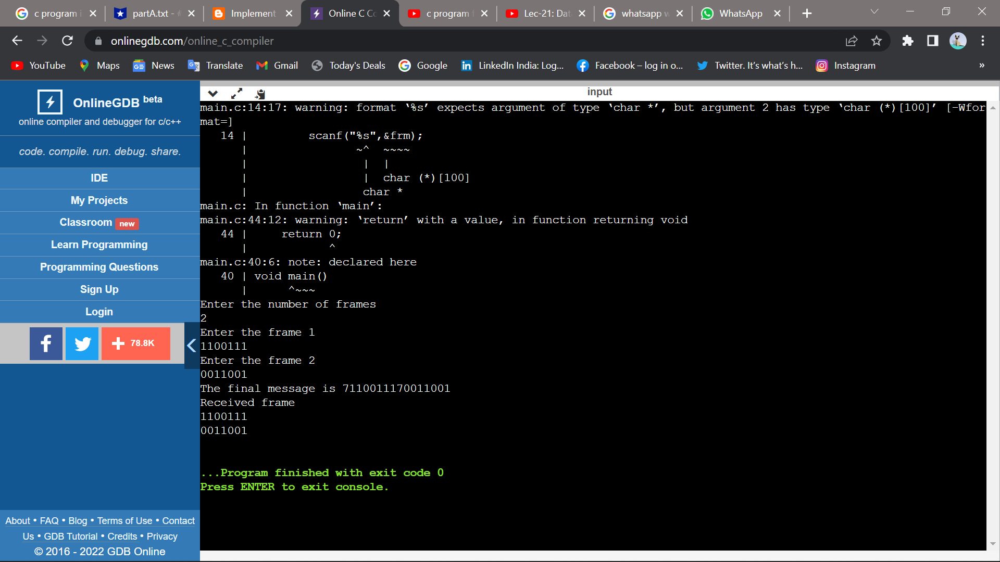 c program i
partA.txt - #
Implement
Online C Co
c program f
Lec-21: Dat
whatsapp w
WhatsApp
onlinegdb.com/online_c_compiler
YouTube
Maps
News
Translate
Gmail
Today's Deals
Google
LinkedIn India: Log...
Facebook – log in o...
Twitter. It's what's h...
Instagram
»
OnlineGDB beta
online compiler and debugger for c/c++
code. compile. run. debug. share.
IDE
My Projects
Classroom new
Learn Programming
Programming Questions
Sign Up
Login
78.8K
About • FAQ • Blog • Terms of Use • Contact
Us • GDB Tutorial • Credits • Privacy
© 2016 - 2022 GDB Online
input
main.c:14:17: warning: format ‘%s’ expects argument of type ‘char *’, but argument 2 has type ‘char (*)[100]’ [-Wfor
mat=]
14 | scanf("%s",&frm);
| ~^ ~~~~
| | |
| | char (*)[100]
| char *
main.c: In function ‘main’:
main.c:44:12: warning: ‘return’ with a value, in function returning void
44 | return 0;
| ^
main.c:40:6: note: declared here
40 | void main()
| ^~~~
Enter the number of frames
2
Enter the frame 1
1100111
Enter the frame 2
0011001
The final message is 7110011170011001
Received frame
1100111
0011001
...Program finished with exit code 0
Press ENTER to exit console.